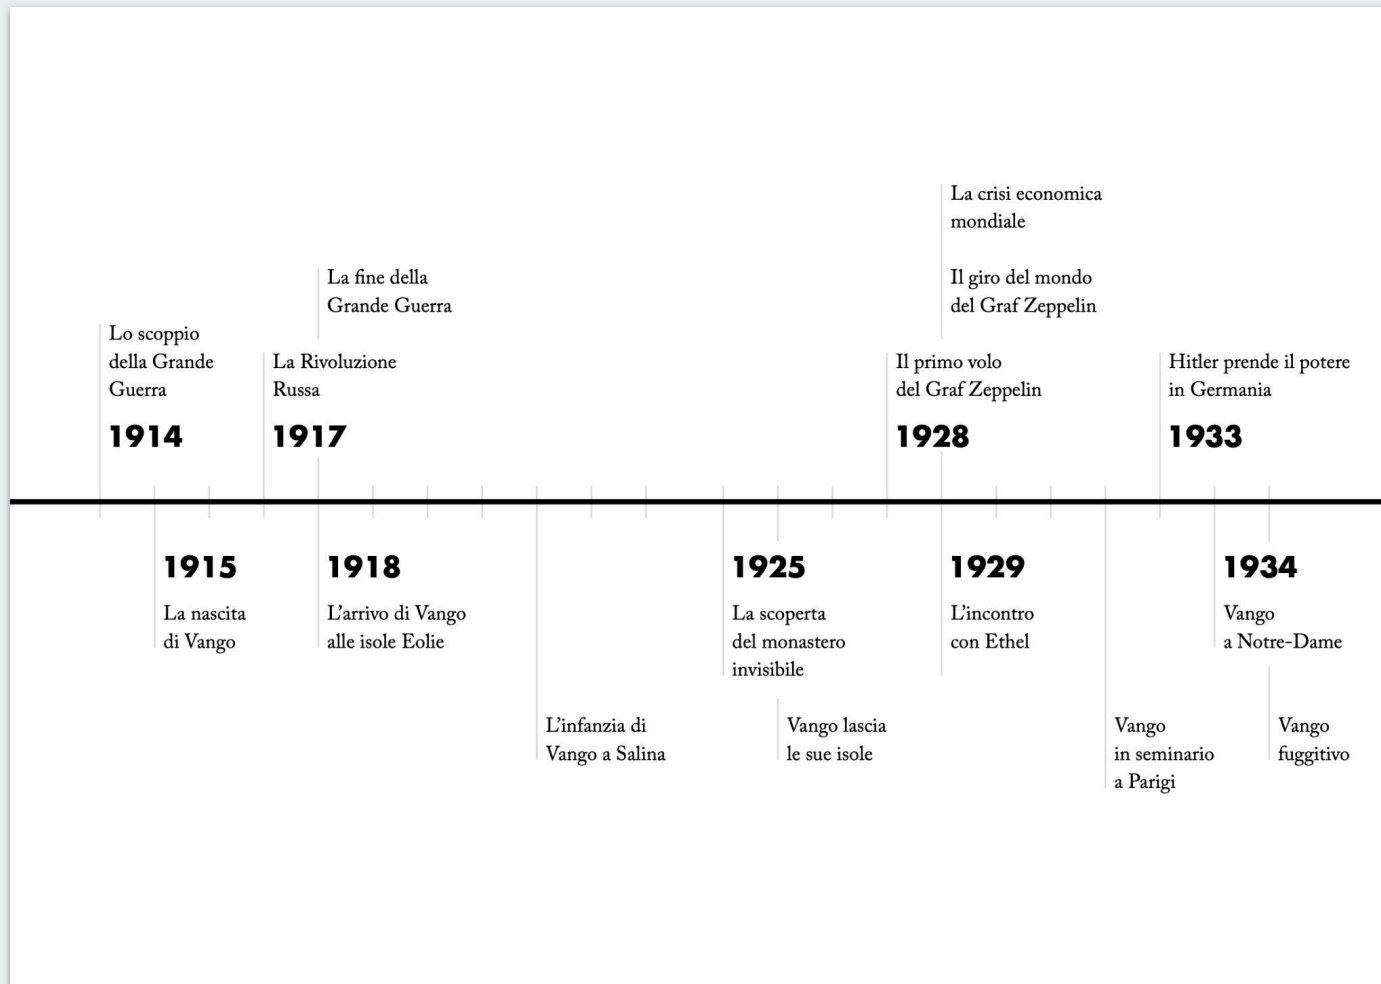 La crisi economica
mondiale
Il giro del mondo
del Graf Zeppelin
La fine della
Grande Guerra
Lo scoppio
della Grande
Guerra
1914
La Rivoluzione
Russa
1917
Il primo volo
del Graf Zeppelin
1928
Hitler prende il potere
in Germania
1933
1915
La nascita
di Vango
1918
L’arrivo di Vango
alle isole Eolie
L’infanzia di
Vango a Salina
1925
La scoperta
del monastero
invisibile
Vango lascia
le sue isole
1929
L’incontro
con Ethel
Vango
in seminario
a Parigi
1934
Vango
a Notre-Dame
Vango
fuggitivo